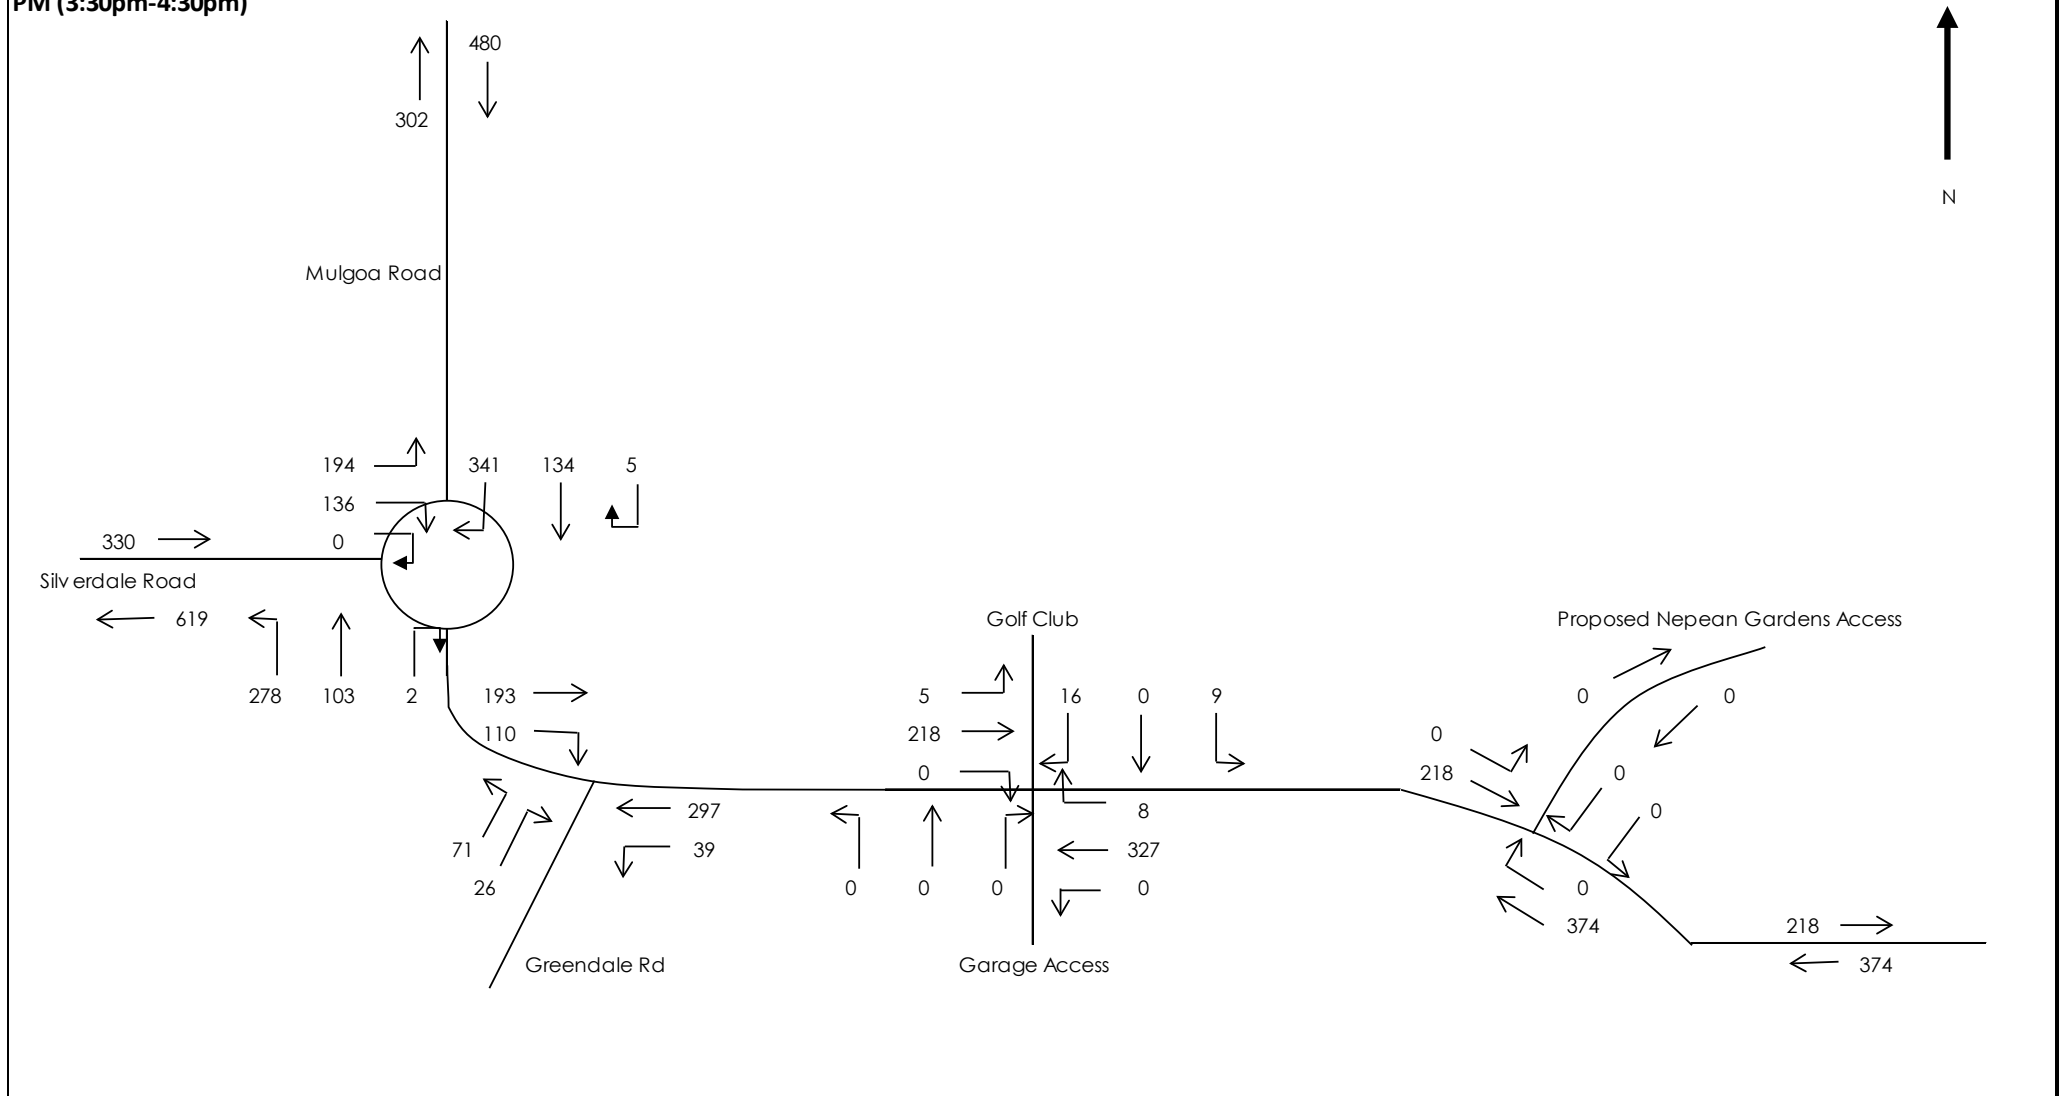 PM (3:30pm-4:30pm)
480
302
N
Mulgoa Road
194 341 134 5
136
330 0
Silverdale Road
619
278 103 2
193
110
Golf Club
Proposed Nepean Gardens Access
5 16 0 9
218
0
0 0
0
218 0
0
297
39
71
26
8
327
0 0 0 0
0
374
218
374
Greendale Rd
Garage Access